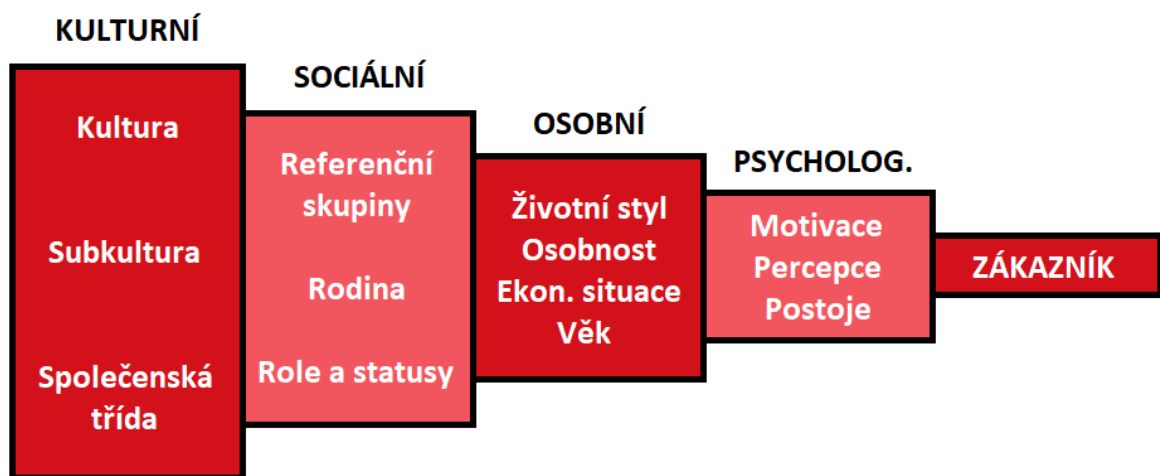 KULTURNÍ
Kultura
Subkultura
Společenská
třída
SOCIÁLNÍ
Referenční
skupiny
Rodina
Role a statusy
OSOBNÍ
Životní styl
Osobnost
Ekon. situace
Věk
PSYCHOLOG.
Motivace
Percepce
Postoje
ZÁKAZNÍK